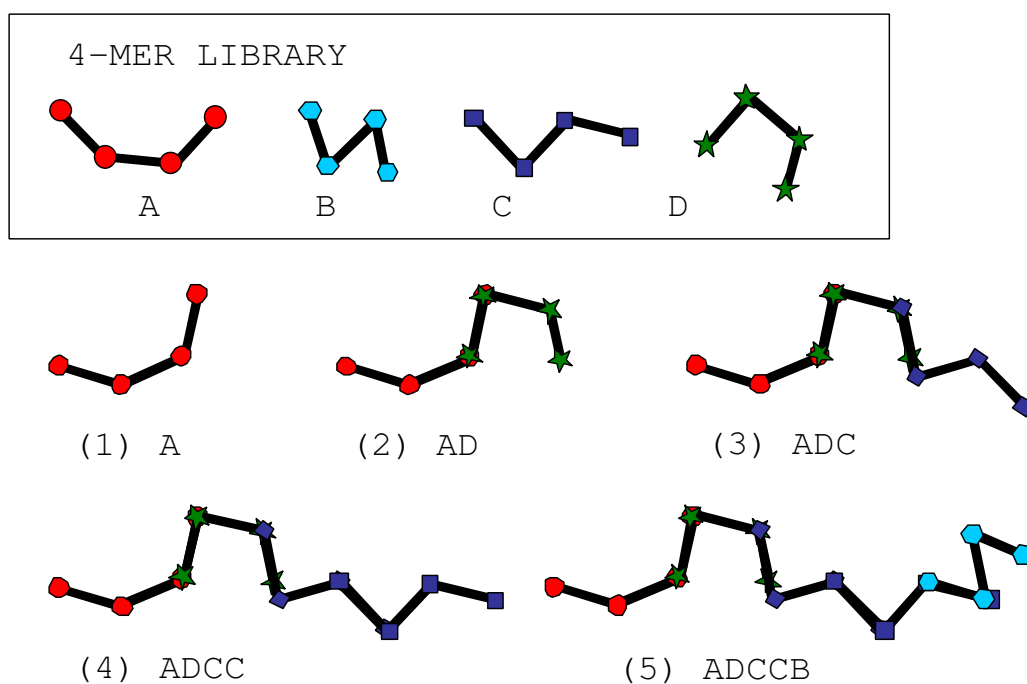 4-MER LIBRARY
A B C D
(1) A (2) AD (3) ADC
(4) ADCC (5) ADCCB